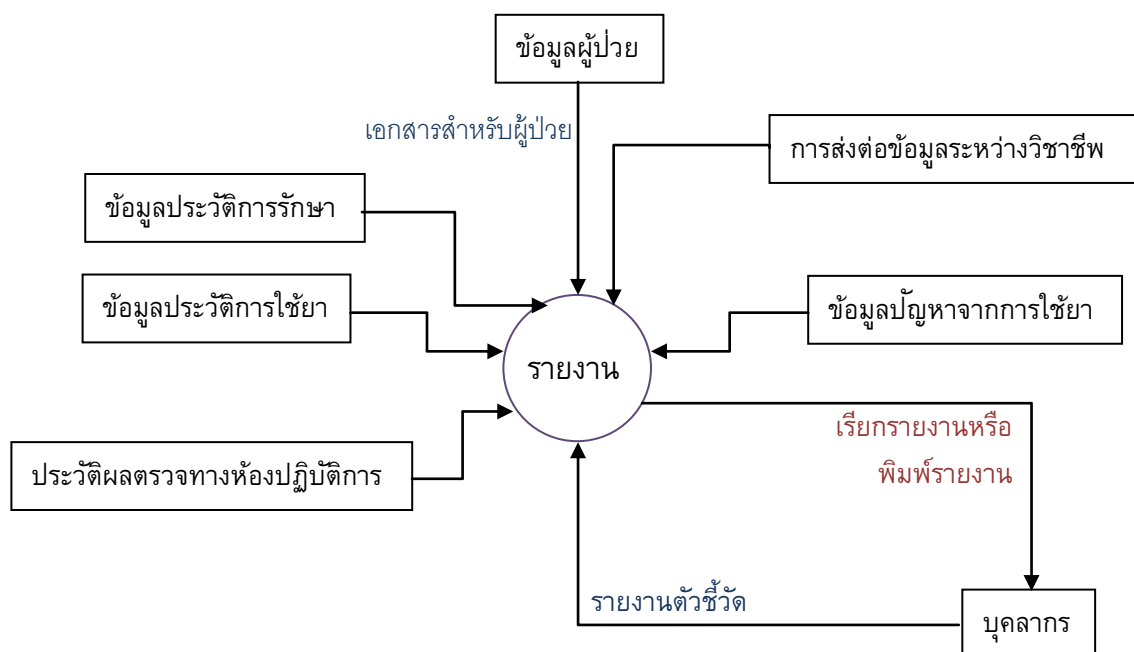 ข้อมูลผู้ป่วย
เอกสารสำหรับผู้ป่วย
การส่งต่อข้อมูลระหว่างวิชาชีพ
ข้อมูลประวัติการรักษา
ข้อมูลประวัติการใช้ยา
ข้อมูลปัญหาจากการใช้ยา
รายงาน
เรียกรายงานหรือ
พิมพ์รายงาน
ประวัติผลตรวจทางห้องปฏิบัติการ
รายงานตัวชี้วัด
บุคลากร